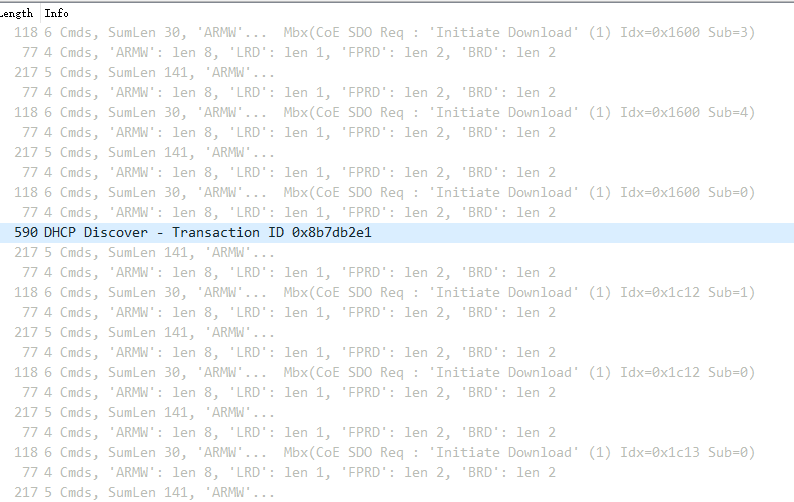 Length Info
118 6 Cmds, SumLen 30, 'ARMW'... Mbx(CoE SDO Req : 'Initiate Download' (1) Idx=0x1600 Sub=3)
77 4 Cmds, 'ARMW': len 8, 'LRD': len 1, 'FPRD': len 2, 'BRD': len 2
217 5 Cmds, SumLen 141, 'ARMW'...
77 4 Cmds, 'ARMW': len 8, 'LRD': len 1, 'FPRD': len 2, 'BRD': len 2
118 6 Cmds, SumLen 30, 'ARMW'... Mbx(CoE SDO Req : 'Initiate Download' (1) Idx=0x1600 Sub=4)
77 4 Cmds, 'ARMW': len 8, 'LRD': len 1, 'FPRD': len 2, 'BRD': len 2
217 5 Cmds, SumLen 141, 'ARMW'...
77 4 Cmds, 'ARMW': len 8, 'LRD': len 1, 'FPRD': len 2, 'BRD': len 2
118 6 Cmds, SumLen 30, 'ARMW'... Mbx(CoE SDO Req : 'Initiate Download' (1) Idx=0x1600 Sub=0)
77 4 Cmds, 'ARMW': len 8, 'LRD': len 1, 'FPRD': len 2, 'BRD': len 2
590 DHCP Discover - Transaction ID 0x8b7db2e1
217 5 Cmds, SumLen 141, 'ARMW'...
77 4 Cmds, 'ARMW': len 8, 'LRD': len 1, 'FPRD': len 2, 'BRD': len 2
118 6 Cmds, SumLen 30, 'ARMW'... Mbx(CoE SDO Req : 'Initiate Download' (1) Idx=0x1c12 Sub=1)
77 4 Cmds, 'ARMW': len 8, 'LRD': len 1, 'FPRD': len 2, 'BRD': len 2
217 5 Cmds, SumLen 141, 'ARMW'...
77 4 Cmds, 'ARMW': len 8, 'LRD': len 1, 'FPRD': len 2, 'BRD': len 2
118 6 Cmds, SumLen 30, 'ARMW'... Mbx(CoE SDO Req : 'Initiate Download' (1) Idx=0x1c12 Sub=0)
77 4 Cmds, 'ARMW': len 8, 'LRD': len 1, 'FPRD': len 2, 'BRD': len 2
217 5 Cmds, SumLen 141, 'ARMW'...
77 4 Cmds, 'ARMW': len 8, 'LRD': len 1, 'FPRD': len 2, 'BRD': len 2
118 6 Cmds, SumLen 30, 'ARMW'... Mbx(CoE SDO Req : 'Initiate Download' (1) Idx=0x1c13 Sub=0)
77 4 Cmds, 'ARMW': len 8, 'LRD': len 1, 'FPRD': len 2, 'BRD': len 2
217 5 Cmds, SumLen 141, 'ARMW'...